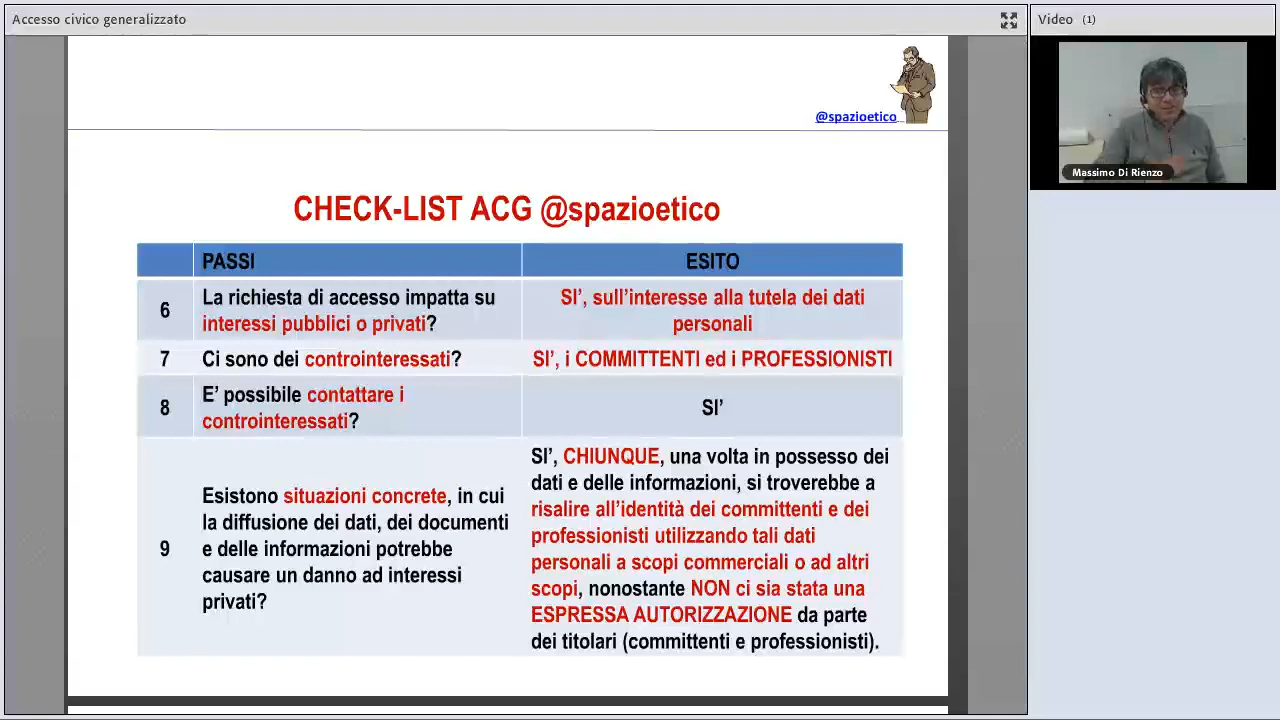 Accesso civico generalizzato
Video (1)
@spazioetico
Massimo Di Rienzo
CHECK-LIST ACG @spazioetico
PASSI
ESITO
6
La richiesta di accesso impatta su
interessi pubblici o privati?
SI’, sull’interesse alla tutela dei dati
personali
7
Ci sono dei controinteressati?
SI’, i COMMITTENTI ed i PROFESSIONISTI
8
E’ possibile contattare i
controinteressati?
SI’
9
Esistono situazioni concrete, in cui
la diffusione dei dati, dei documenti
e delle informazioni potrebbe
causare un danno ad interessi
privati?
SI’, CHIUNQUE, una volta in possesso dei
dati e delle informazioni, si troverebbe a
risalire all’identità dei committenti e dei
professionisti utilizzando tali dati
personali a scopi commerciali o ad altri
scopi, nonostante NON ci sia stata una
ESPRESSA AUTORIZZAZIONE da parte
dei titolari (committenti e professionisti).